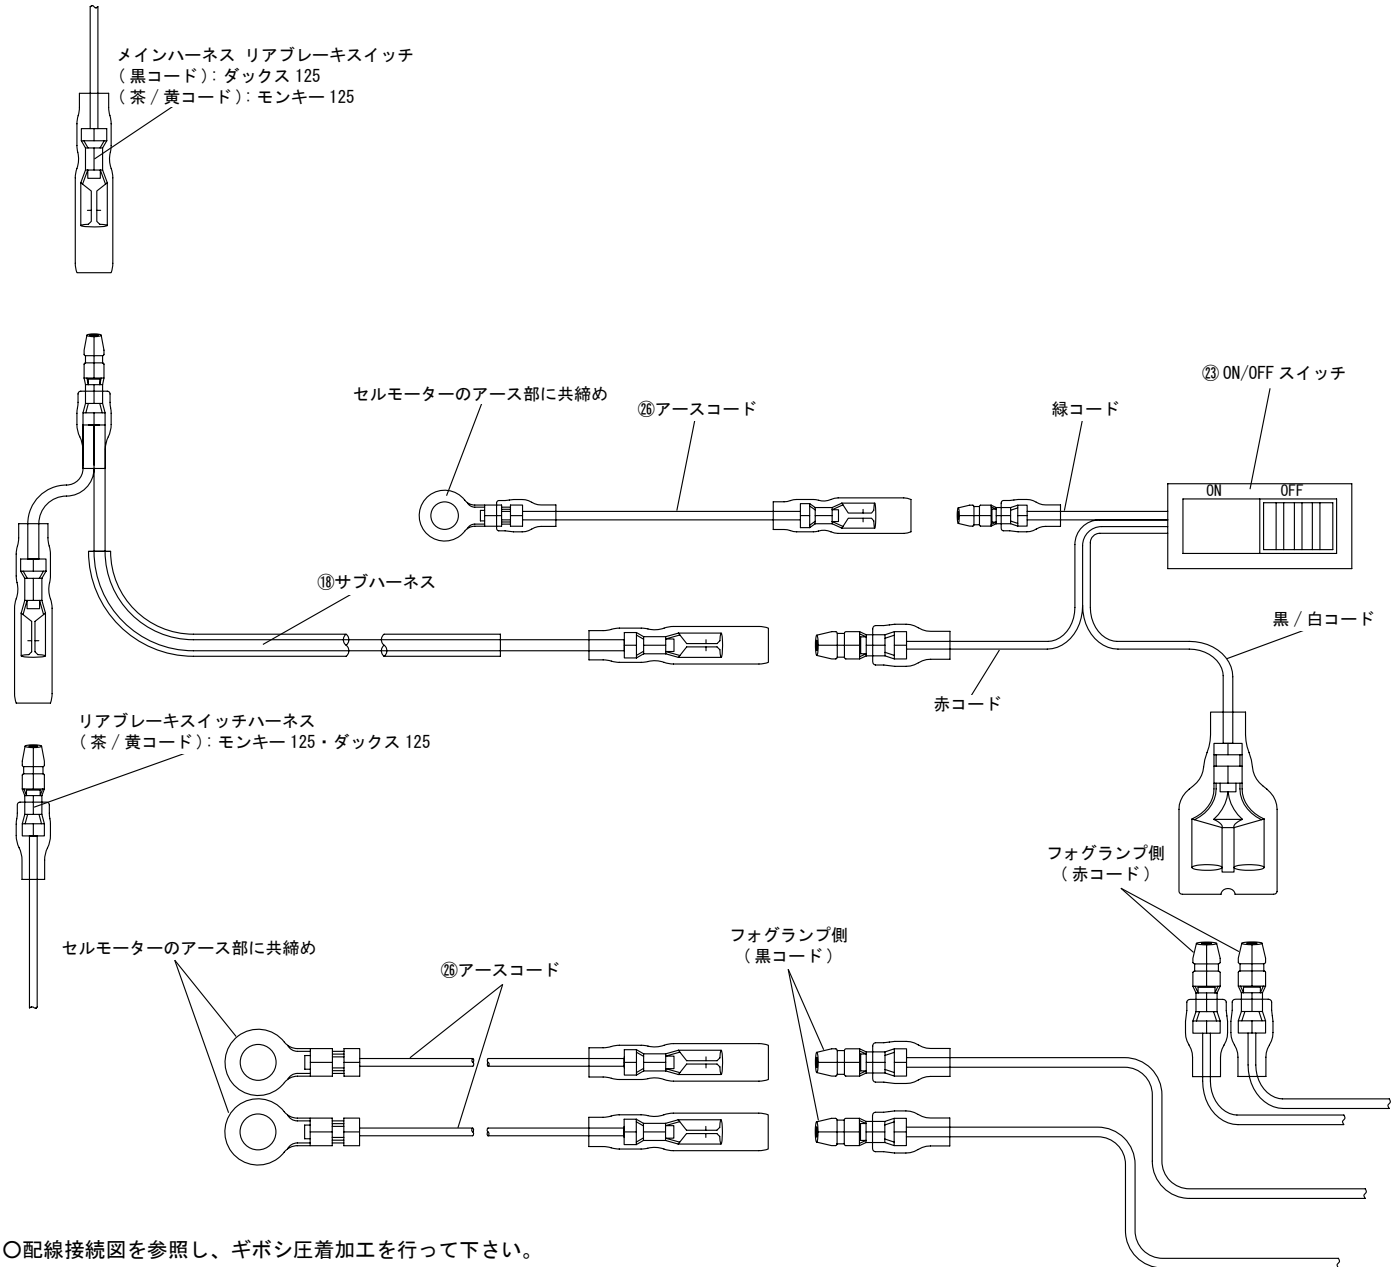 メインハーネス リアブレーキスイッチ
(黒コード): ダックス 125
(茶 / 黄コード): モンキー 125
㉓ ON/OFF スイッチ
セルモーターのアース部に共締め
㉖アースコード
緑コード
ON
OFF
⑱サブハーネス
黒 / 白コード
赤コード
リアブレーキスイッチハーネス
(茶 / 黄コード): モンキー 125・ダックス 125
フォグランプ側
(赤コード)
セルモーターのアース部に共締め
㉖アースコード
フォグランプ側
(黒コード)
〇配線接続図を参照し、ギボシ圧着加工を行って下さい。